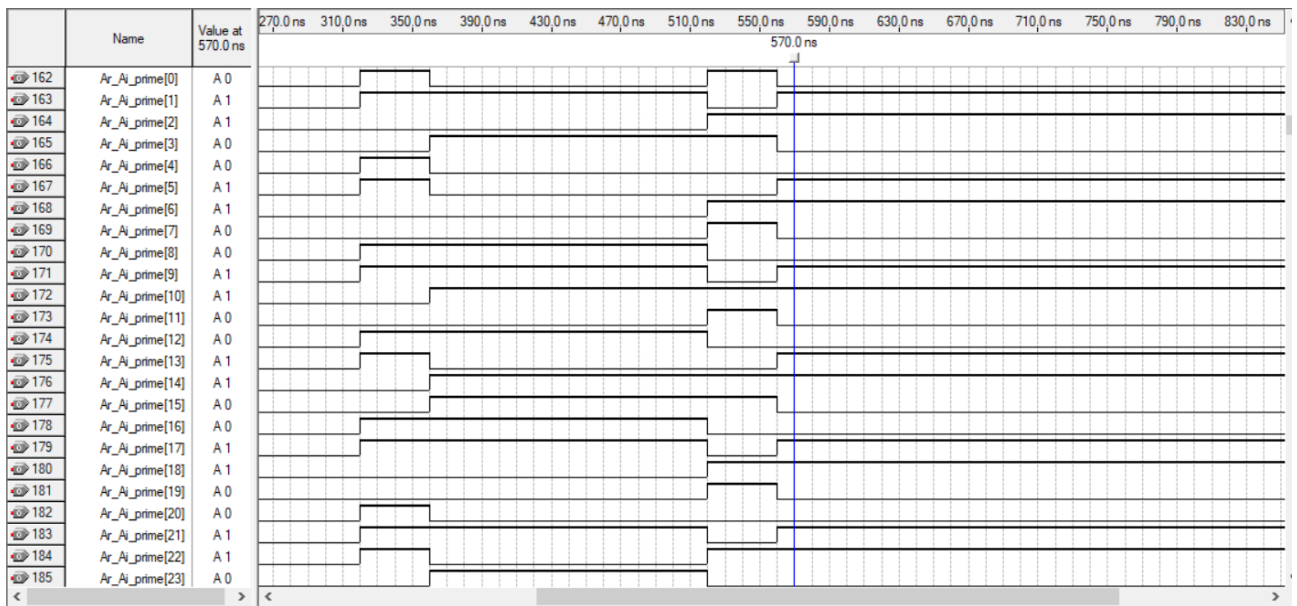 270.0 ns 310.0 ns 350.0 ns 390.0 ns 430.0 ns 470.0 ns 510.0 ns 550.0 ns 590.0 ns 630.0 ns 670.0 ns 710.0 ns 750.0 ns 790.0 ns 830.0 ns
Name
Value at
570.0 ns
570.0 ns
162 Ar_Ai_prime[0] A 0
163 Ar_Ai_prime[1] A 1
164 Ar_Ai_prime[2] A 1
165 Ar_Ai_prime[3] A 0
166 Ar_Ai_prime[4] A 0
167 Ar_Ai_prime[5] A 1
168 Ar_Ai_prime[6] A 1
169 Ar_Ai_prime[7] A 0
170 Ar_Ai_prime[8] A 0
171 Ar_Ai_prime[9] A 1
172 Ar_Ai_prime[10] A 1
173 Ar_Ai_prime[11] A 0
174 Ar_Ai_prime[12] A 0
175 Ar_Ai_prime[13] A 1
176 Ar_Ai_prime[14] A 1
177 Ar_Ai_prime[15] A 0
178 Ar_Ai_prime[16] A 0
179 Ar_Ai_prime[17] A 1
180 Ar_Ai_prime[18] A 1
181 Ar_Ai_prime[19] A 0
182 Ar_Ai_prime[20] A 0
183 Ar_Ai_prime[21] A 1
184 Ar_Ai_prime[22] A 1
185 Ar_Ai_prime[23] A 0